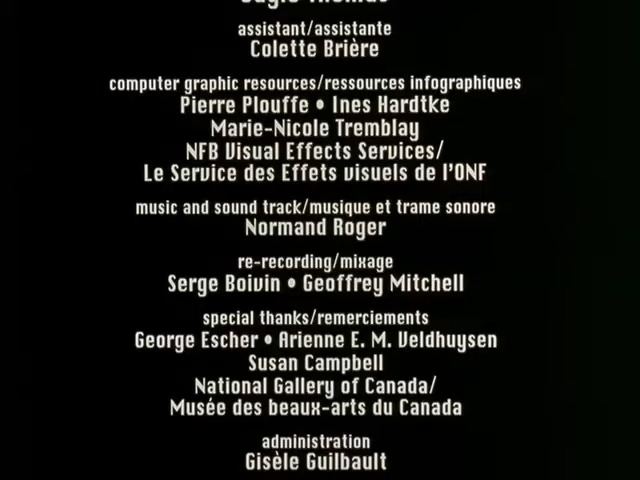 Gayle Thomas
assistant/assistante
Colette Brière
computer graphic resources/ressources infographiques
Pierre Plouffe • Ines Hardtke
Marie-Nicole Tremblay
NFB Visual Effects Services/
Le Service des Effets visuels de l'ONF
music and sound track/musique et trame sonore
Normand Roger
re-recording/mixage
Serge Boivin • Geoffrey Mitchell
special thanks/remerciements
George Escher • Arienne E. M. Veldhuysen
Susan Campbell
National Gallery of Canada/
Musée des beaux-arts du Canada
administration
Gisèle Guilbault